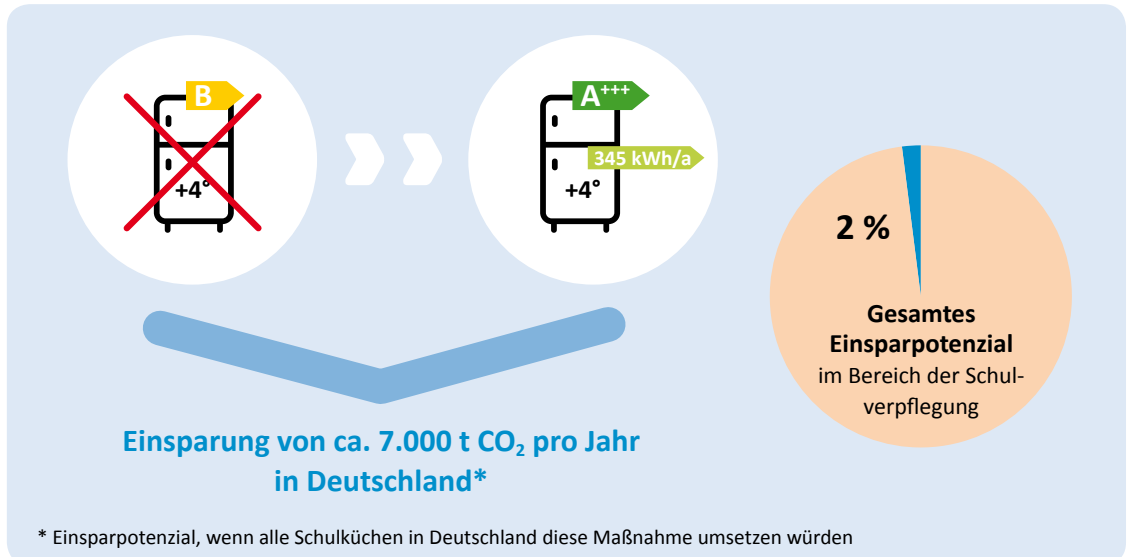 B
+4°
A+++
345 kWh/a
+4°
2 %
Gesamtes
Einsparpotenzial
im Bereich der Schul-
verpflegung
Einsparung von ca. 7.000 t CO₂ pro Jahr
in Deutschland*
* Einsparpotenzial, wenn alle Schulküchen in Deutschland diese Maßnahme umsetzen würden